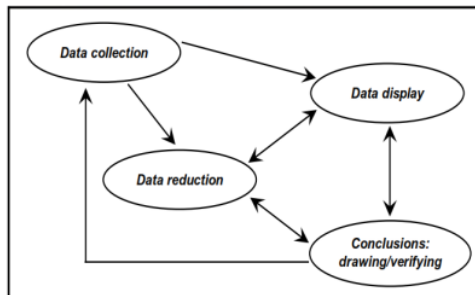 Data collection
Data display
Data reduction
Conclusions:
drawing/verifying